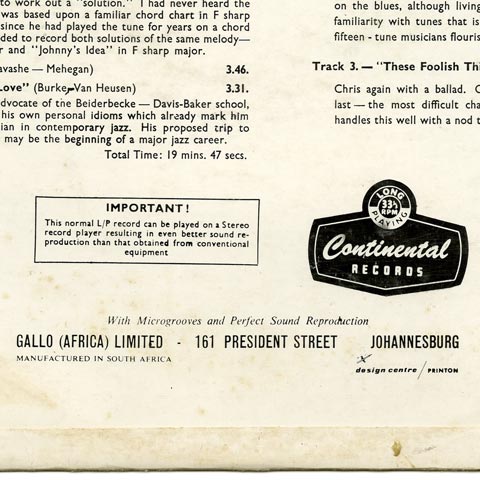 to work out a "solution." I had never heard the
was based upon a familiar chord chart in F sharp
since he had played the tune for years on a chord
ded to record both solutions of the same melody—
r and "Johnny's Idea" in F sharp major.
avashe — Mehegan) 3.46.
Love" (Burke-Van Heusen) 3.31.
dvocate of the Beiderbecke — Davis-Baker school,
his own personal idioms which already mark him
ian in contemporary jazz. His proposed trip to
may be the beginning of a major jazz career.
Total Time: 19 mins. 47 secs.
on the blues, although living
familiarity with tunes that is
fifteen - tune musicians flouris
Track 3. — "These Foolish Thi
Chris again with a ballad. C
last — the most difficult cha
handles this well with a nod t
IMPORTANT!
This normal L/P record can be played on a Stereo
record player resulting in even better sound re-
production than that obtained from conventional
equipment
LONG
33⅓
RPM
PLAYING
Continental
RECORDS
With Microgrooves and Perfect Sound Reproduction
GALLO (AFRICA) LIMITED - 161 PRESIDENT STREET JOHANNESBURG
MANUFACTURED IN SOUTH AFRICA
design centre / PRINTON